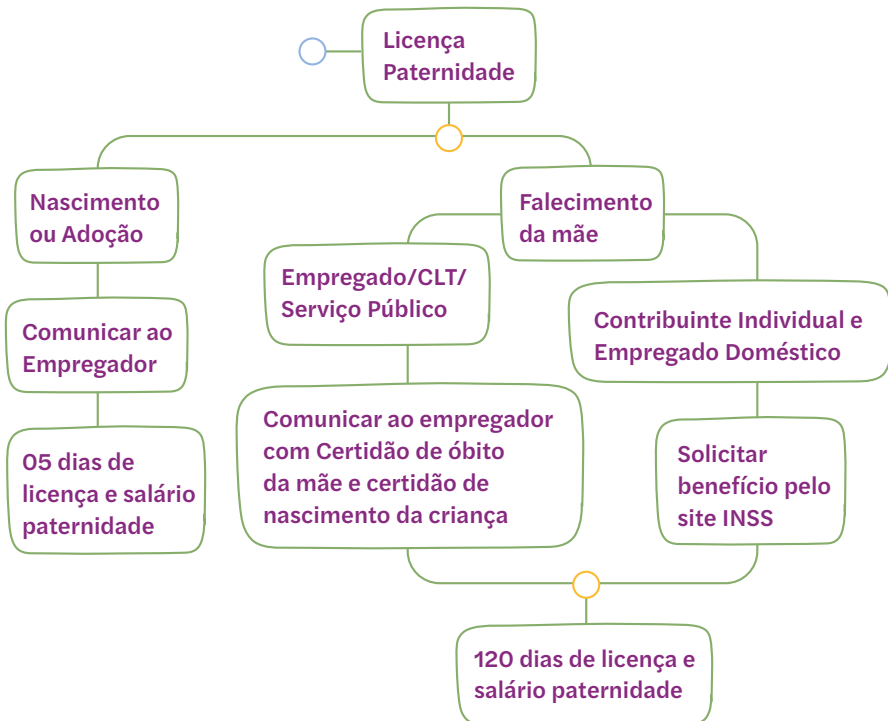 Licença
Paternidade
Nascimento
ou Adoção
Comunicar ao
Empregador
05 dias de
licença e salário
paternidade
Falecimento
da mãe
Empregado/CLT/
Serviço Público
Comunicar ao empregador
com Certidão de óbito
da mãe e certidão de
nascimento da criança
Contribuinte Individual e
Empregado Doméstico
Solicitar
benefício pelo
site INSS
120 dias de licença e
salário paternidade